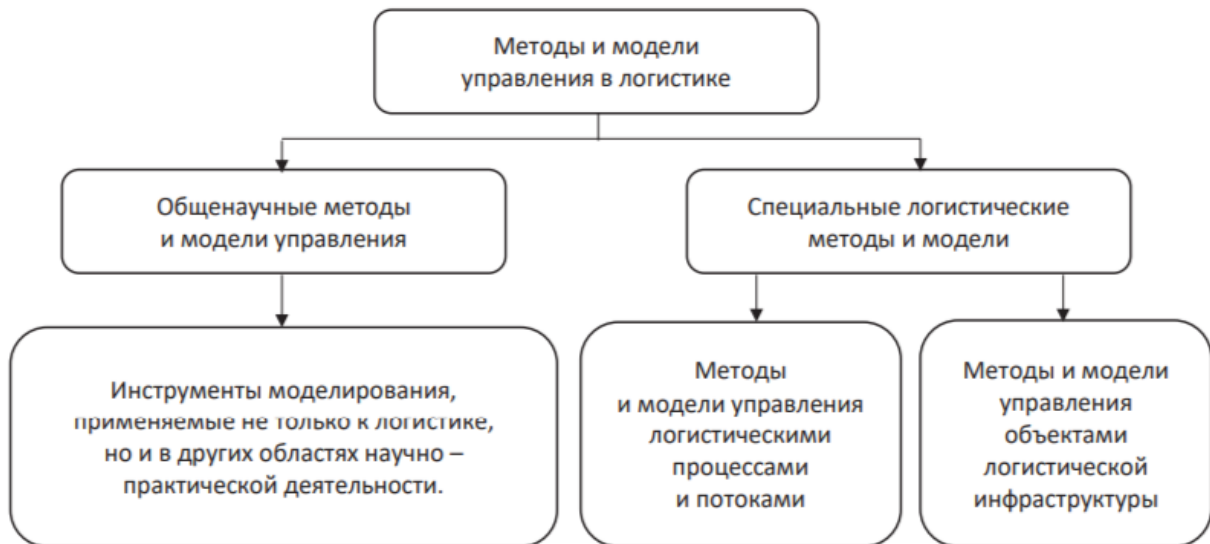 Методы и модели
управления в логистике
Общенаучные методы
и модели управления
Специальные логистические
методы и модели
Инструменты моделирования,
применяемые не только к логистике,
но и в других областях научно –
практической деятельности.
Методы
и модели управления
логистическими
процессами
и потоками
Методы и модели
управления
объектами
логистической
инфраструктуры